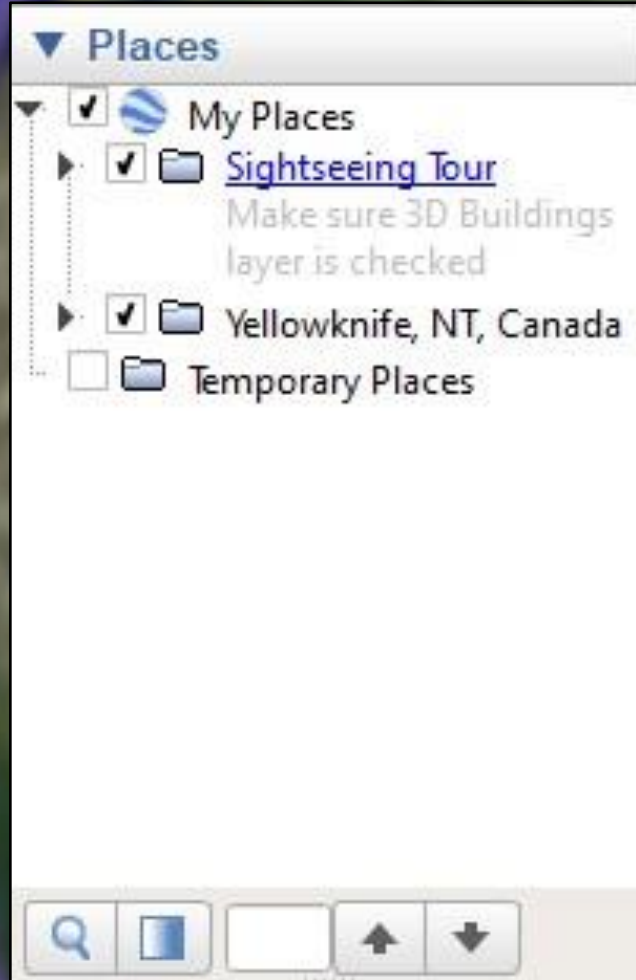 Places
My Places
Sightseeing Tour
Make sure 3D Buildings
layer is checked
Yellowknife, NT, Canada
Temporary Places